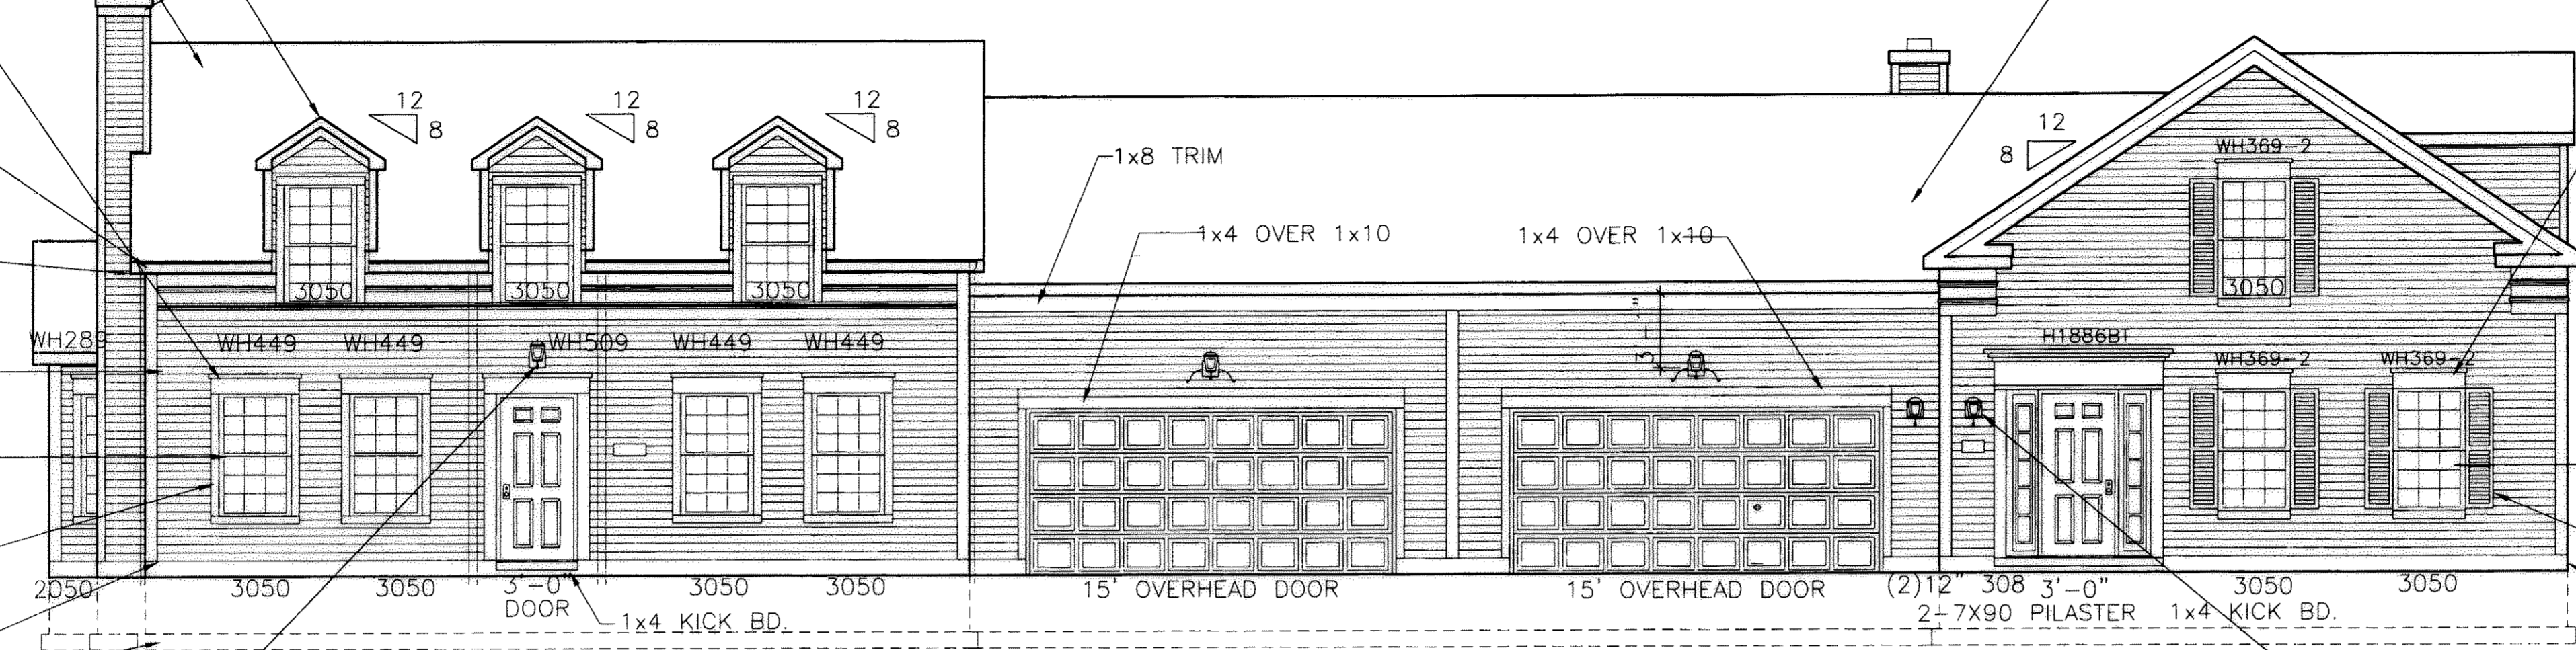 12
8
12
8
12
8
12
8
WH369-2
1x8 TRIM
1x4 OVER 1x10
1x4 OVER 1x10
3050
3050
3050
3050
WH289
WH449
WH449
WH509
WH449
WH449
H1886BT
WH369-2
WH369-2
2050
3050
3050
3'-0"
DOOR
3050
3050
15' OVERHEAD DOOR
15' OVERHEAD DOOR
(2)12" 308
3'-0"
3050
3050
1x4 KICK BD.
2-7X90 PILASTER
1x4 KICK BD.